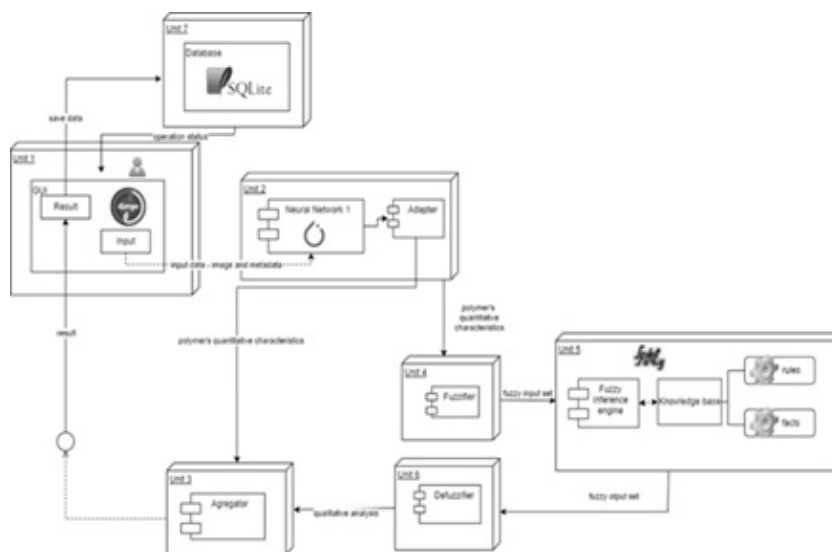 Unit 7
Database
SQLite
save data
operation status
Unit 1
GUI
Result
Input
input data - image and metadata
Unit 2
Neural Network 1
Adapter
result
polymer's quantitative characteristics
polymer's
quantitative
characteristics
Unit 4
Fuzzifier
fuzzy input set
Unit 5
Fuzzy
inference
engine
Knowledge base
rules
facts
Unit 3
Agregator
qualitative analysis
Unit 6
Defuzzifier
fuzzy otput set